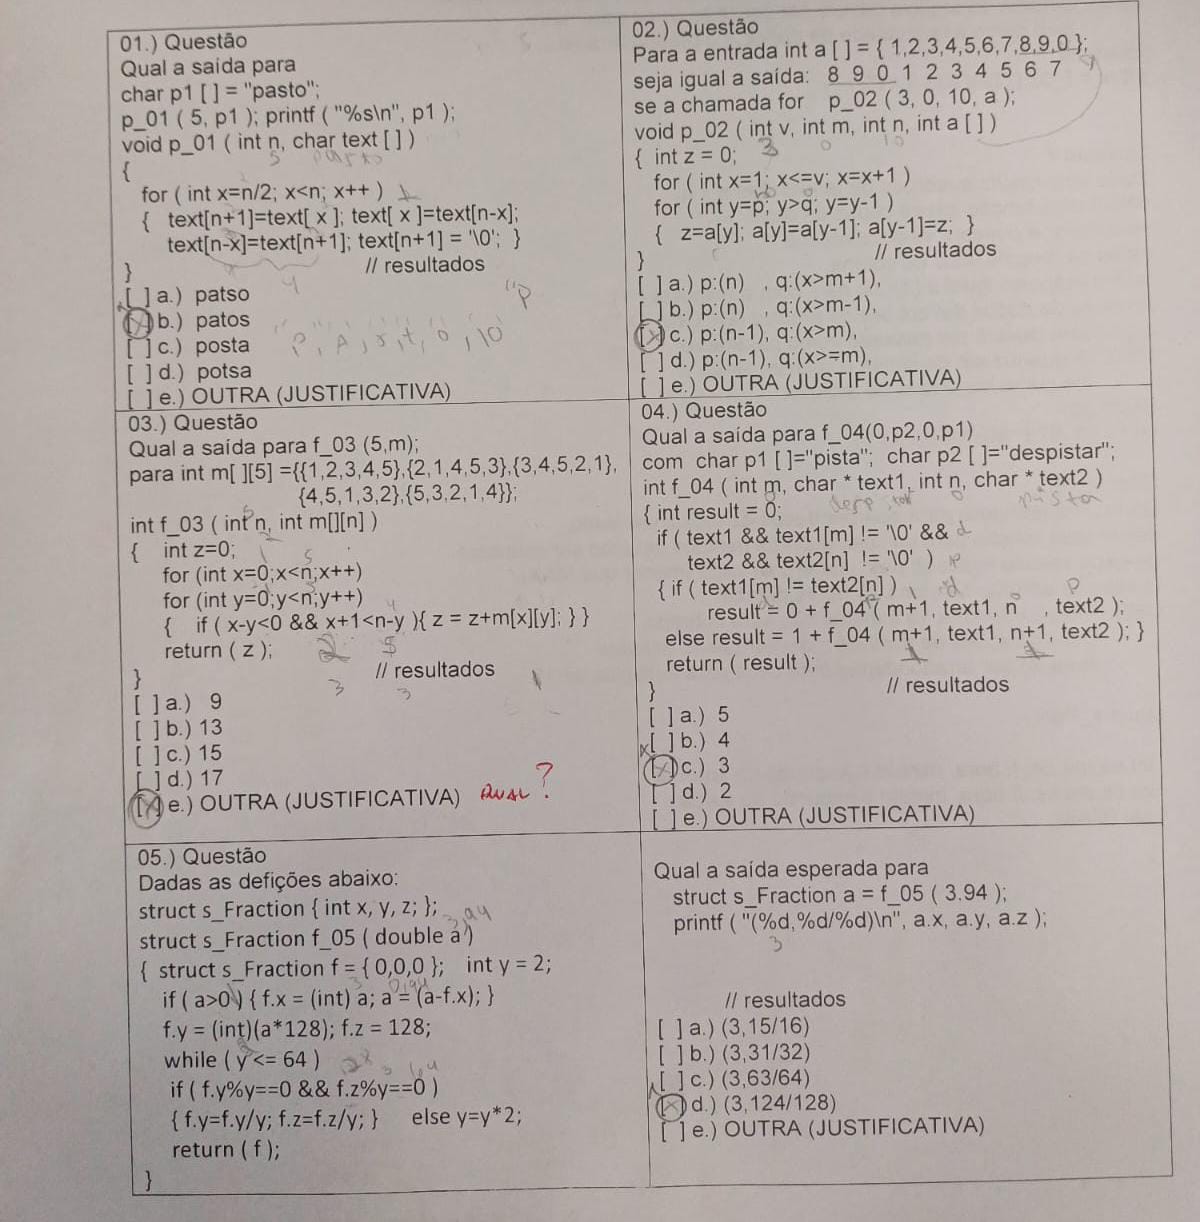 01.) Questão
Qual a saída para
char p1 [ ] = "pasto";
p_01 ( 5, p1 ); printf ( "%s\n", p1 );
void p_01 ( int n, char text [ ] )
5 pasto
{
for ( int x=n/2; x<n; x++ )
{ text[n+1]=text[ x ]; text[ x ]=text[n-x];
text[n-x]=text[n+1]; text[n+1] = '\0'; }
} // resultados
[ ] a.) patso
[X] b.) patos
[ ] c.) posta
[ ] d.) potsa
[ ] e.) OUTRA (JUSTIFICATIVA)
02.) Questão
Para a entrada int a [ ] = { 1,2,3,4,5,6,7,8,9,0 };
seja igual a saída: 8 9 0 1 2 3 4 5 6 7
se a chamada for p_02 ( 3, 0, 10, a );
void p_02 ( int v, int m, int n, int a [ ] )
3 0 10
{ int z = 0;
for ( int x=1; x<=v; x=x+1 )
for ( int y=p; y>q; y=y-1 )
{ z=a[y]; a[y]=a[y-1]; a[y-1]=z; }
} // resultados
[ ] a.) p:(n) , q:(x>m+1),
[ ] b.) p:(n) , q:(x>m-1),
[X] c.) p:(n-1), q:(x>m),
[ ] d.) p:(n-1), q:(x>=m),
[ ] e.) OUTRA (JUSTIFICATIVA)
03.) Questão
Qual a saída para f_03 (5,m);
para int m[ ][5] ={{1,2,3,4,5},{2,1,4,5,3},{3,4,5,2,1},
{4,5,1,3,2},{5,3,2,1,4}};
int f_03 ( int n, int m[][n] )
{ int z=0;
for (int x=0;x<n;x++)
for (int y=0;y<n;y++)
{ if ( x-y<0 && x+1<n-y ){ z = z+m[x][y]; } }
return ( z );
} // resultados
[ ] a.) 9
[ ] b.) 13
[ ] c.) 15
[ ] d.) 17
[X] e.) OUTRA (JUSTIFICATIVA) QUAL?
04.) Questão
Qual a saída para f_04(0,p2,0,p1)
com char p1 [ ]="pista"; char p2 [ ]="despistar";
int f_04 ( int m, char * text1, int n, char * text2 )
{ int result = 0;
if ( text1 && text1[m] != '\0' &&
text2 && text2[n] != '\0' )
{ if ( text1[m] != text2[n] )
result = 0 + f_04 ( m+1, text1, n , text2 );
else result = 1 + f_04 ( m+1, text1, n+1, text2 ); }
return ( result );
} // resultados
[ ] a.) 5
[ ] b.) 4
[X] c.) 3
[ ] d.) 2
[ ] e.) OUTRA (JUSTIFICATIVA)
05.) Questão
Dadas as defições abaixo:
struct s_Fraction { int x, y, z; };
struct s_Fraction f_05 ( double a )
{ struct s_Fraction f = { 0,0,0 }; int y = 2;
if ( a>0 ) { f.x = (int) a; a = (a-f.x); }
f.y = (int)(a*128); f.z = 128;
while ( y <= 64 )
if ( f.y%y==0 && f.z%y==0 )
{ f.y=f.y/y; f.z=f.z/y; } else y=y*2;
return ( f );
}
Qual a saída esperada para
struct s_Fraction a = f_05 ( 3.94 );
printf ( "(%d,%d/%d)\n", a.x, a.y, a.z );
3
// resultados
[ ] a.) (3,15/16)
[ ] b.) (3,31/32)
[ ] c.) (3,63/64)
[X] d.) (3,124/128)
[ ] e.) OUTRA (JUSTIFICATIVA)